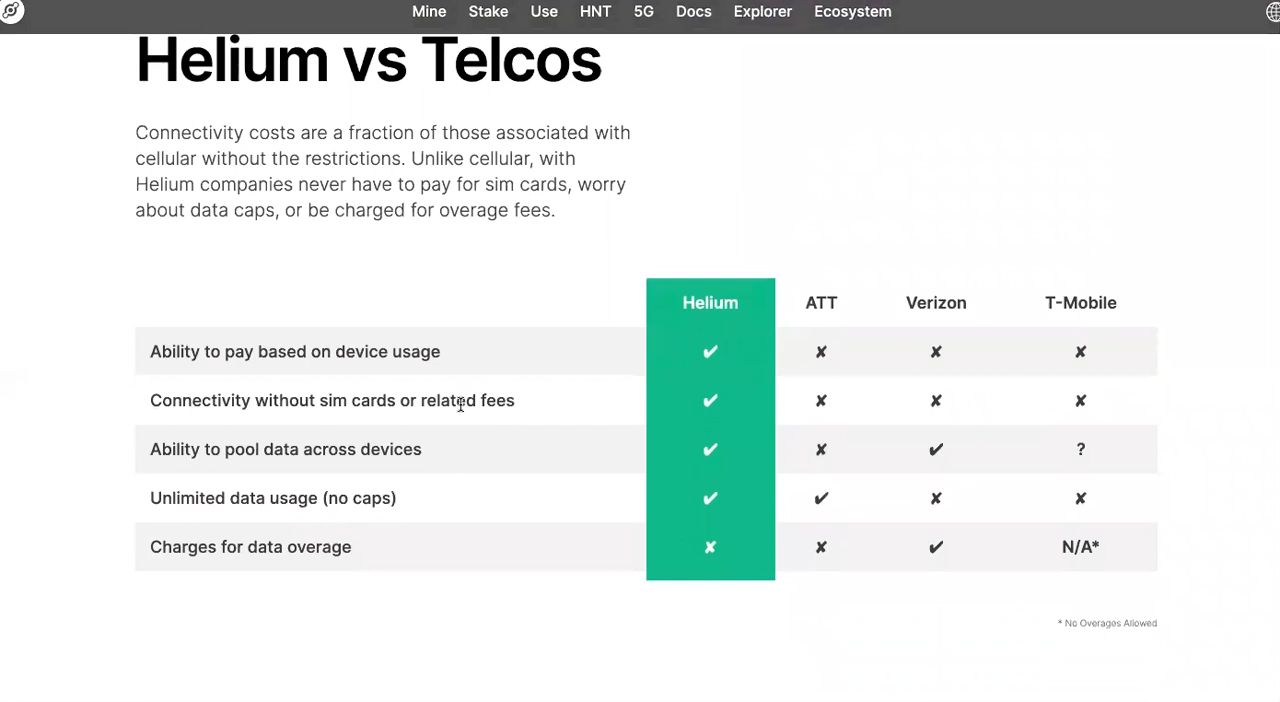 Mine Stake Use HNT 5G Docs Explorer Ecosystem
Helium vs Telcos
Connectivity costs are a fraction of those associated with
cellular without the restrictions. Unlike cellular, with
Helium companies never have to pay for sim cards, worry
about data caps, or be charged for overage fees.
Helium ATT Verizon T-Mobile
Ability to pay based on device usage ✔ ✘ ✘ ✘
Connectivity without sim cards or related fees ✔ ✘ ✘ ✘
Ability to pool data across devices ✔ ✘ ✔ ?
Unlimited data usage (no caps) ✔ ✔ ✘ ✘
Charges for data overage ✘ ✘ ✔ N/A*
* No Overages Allowed